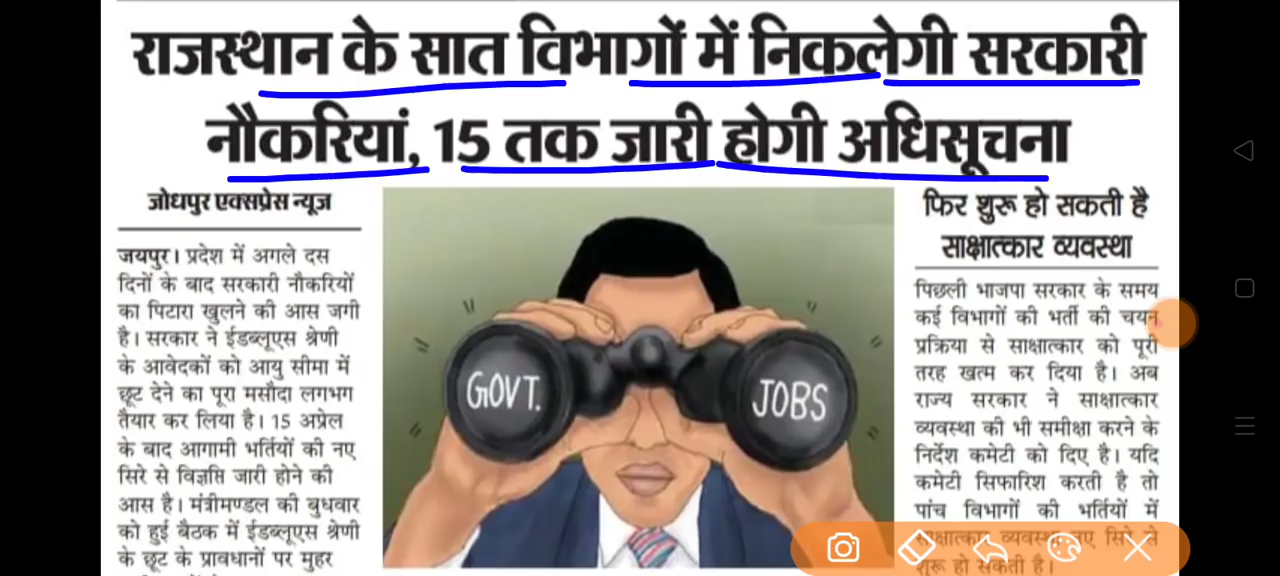 राजस्थान के सात विभागों में निकलेगी सरकारी
नौकरियां, 15 तक जारी होगी अधिसूचना
जोधपुर एक्सप्रेस न्यूज
जयपुर। प्रदेश में अगले दस
दिनों के बाद सरकारी नौकरियों
का पिटारा खुलने की आस जगी
है। सरकार ने ईडब्लूएस श्रेणी
के आवेदकों को आयु सीमा में
छूट देने का पूरा मसौदा लगभग
तैयार कर लिया है। 15 अप्रेल
के बाद आगामी भर्तियों की नए
सिरे से विज्ञप्ति जारी होने की
आस है। मंत्रीमण्डल की बुधवार
को हुई बैठक में ईडब्लूएस श्रेणी
के छूट के प्रावधानों पर मुहर
GOVT.
JOBS
फिर शुरू हो सकती है
साक्षात्कार व्यवस्था
पिछली भाजपा सरकार के समय
कई विभागों की भर्ती की चयन
प्रक्रिया से साक्षात्कार को पूरी
तरह खत्म कर दिया है। अब
राज्य सरकार ने साक्षात्कार
व्यवस्था की भी समीक्षा करने के
निर्देश कमेटी को दिए है। यदि
कमेटी सिफारिश करती है तो
पांच विभागों की भर्तियों में
साक्षात्कार व्यवस्था नए सिरे से
शुरू हो सकती है।